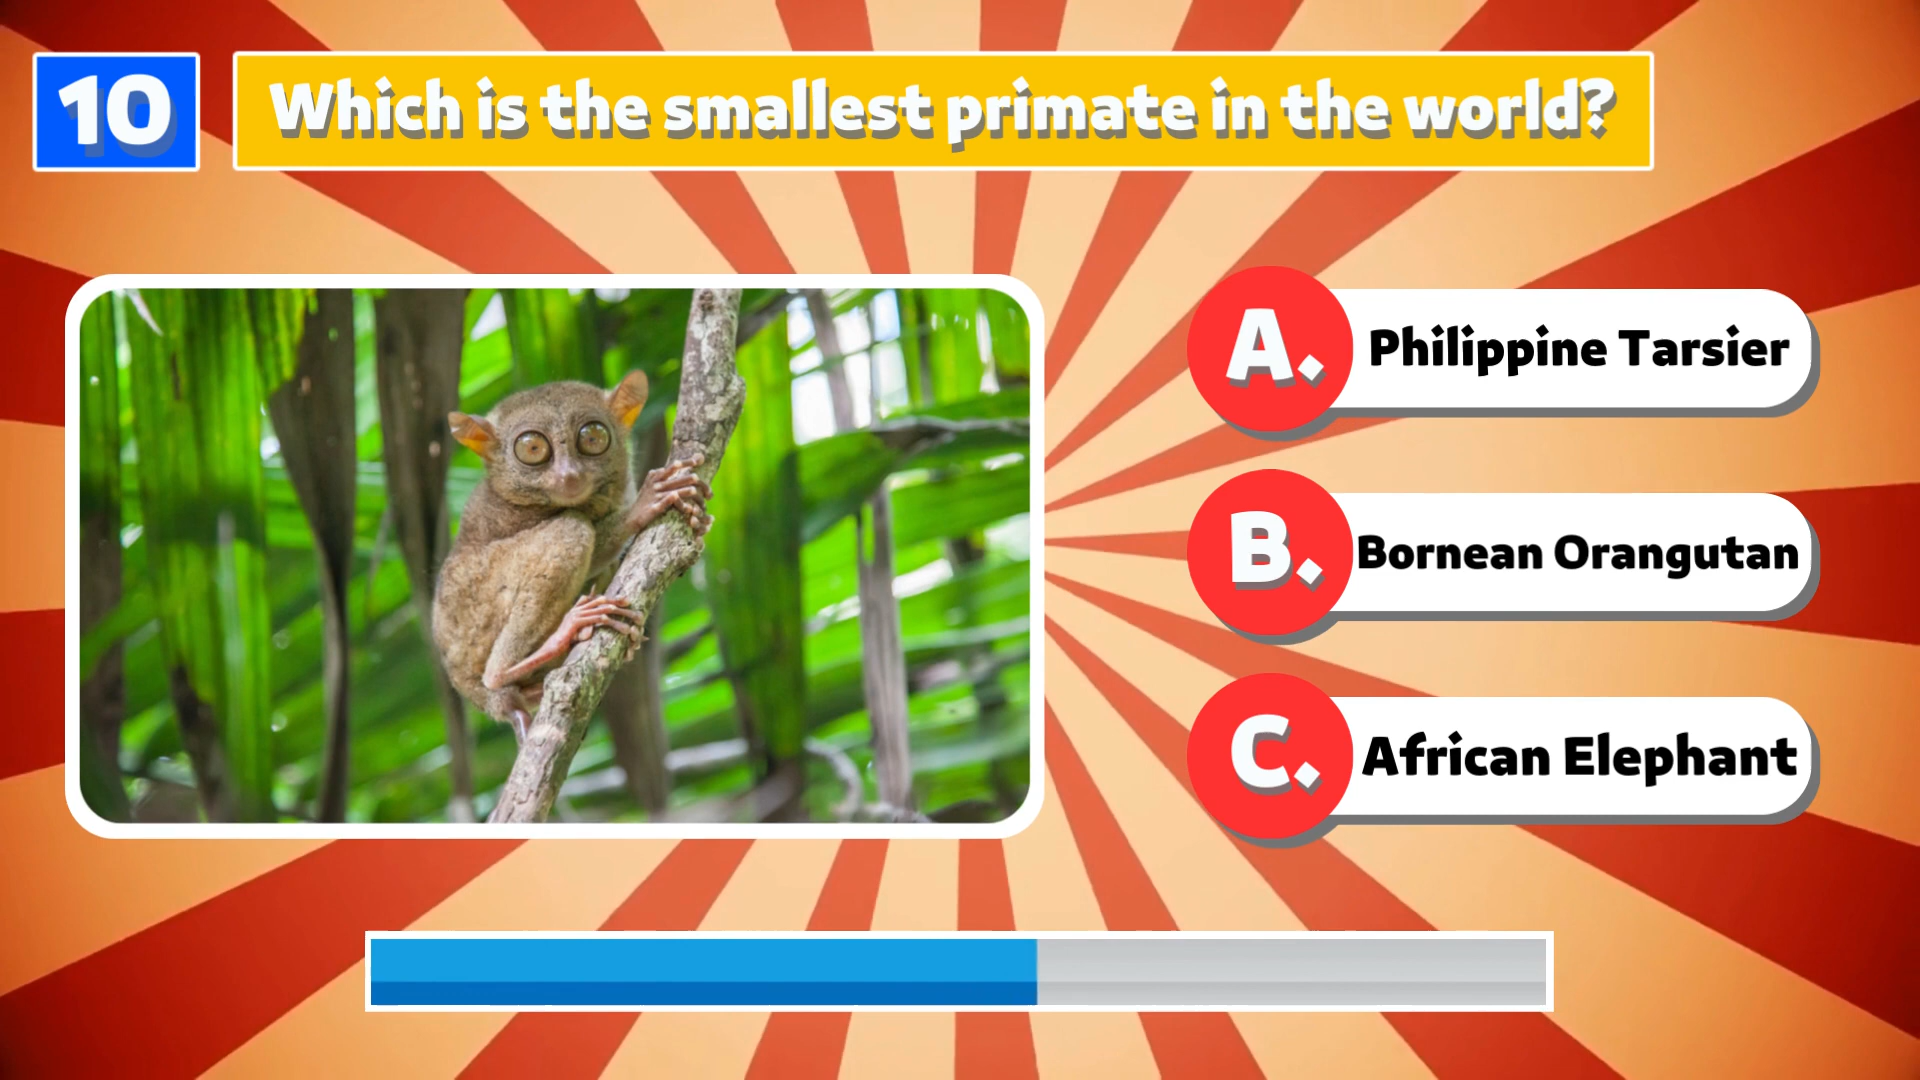 10
Which is the smallest primate in the world?
A. Philippine Tarsier
B. Bornean Orangutan
C. African Elephant